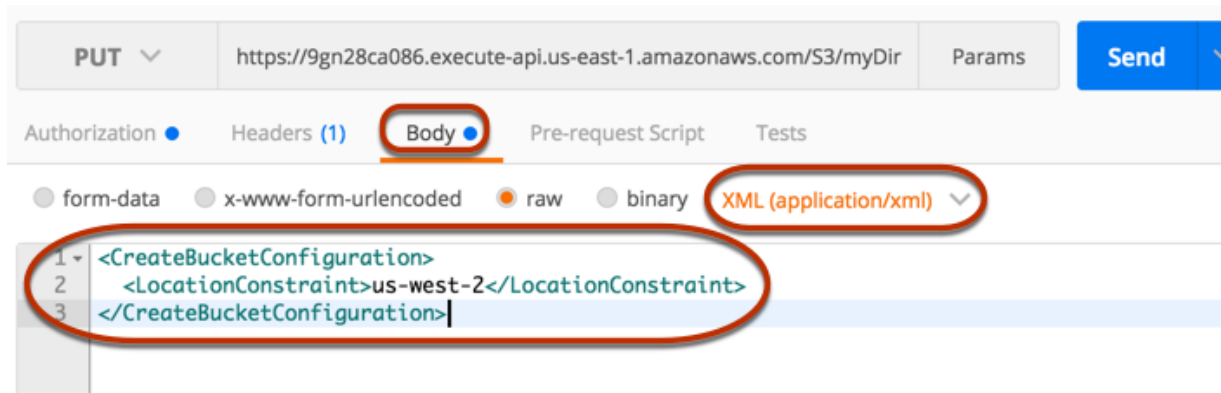 PUT https://9gn28ca086.execute-api.us-east-1.amazonaws.com/S3/myDir Params Send
Authorization Headers (1) Body Pre-request Script Tests
form-data x-www-form-urlencoded raw binary XML (application/xml)
1 <CreateBucketConfiguration>
2 <LocationConstraint>us-west-2</LocationConstraint>
3 </CreateBucketConfiguration>